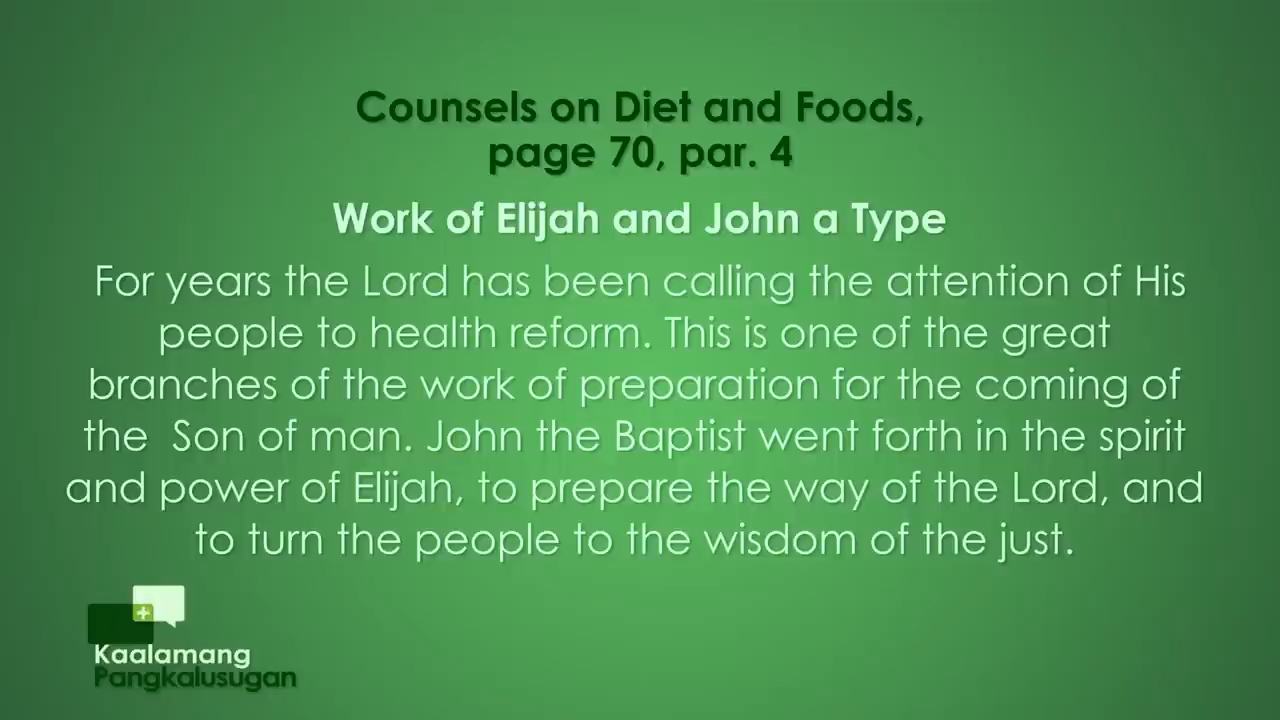 Counsels on Diet and Foods,
page 70, par. 4
Work of Elijah and John a Type
For years the Lord has been calling the attention of His
people to health reform. This is one of the great
branches of the work of preparation for the coming of
the  Son of man. John the Baptist went forth in the spirit
and power of Elijah, to prepare the way of the Lord, and
to turn the people to the wisdom of the just.
Kaalamang
Pangkalusugan